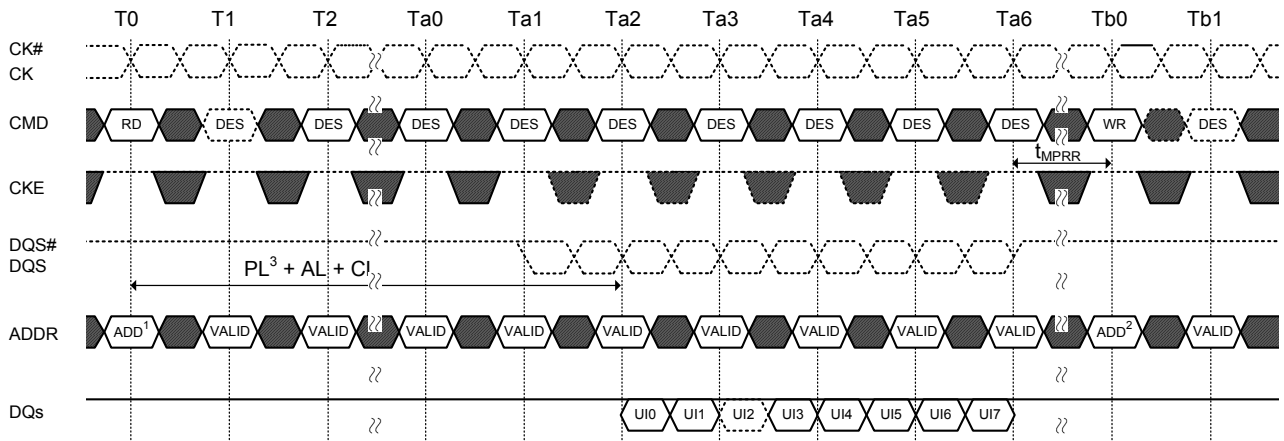 T0 T1 T2 Ta0 Ta1 Ta2 Ta3 Ta4 Ta5 Ta6 Tb0 Tb1
CK#
CK
CMD RD DES DES DES DES DES DES DES DES DES WR DES
tMPRR
CKE
DQS#
DQS
PL³ + AL + CL
ADDR ADD¹ VALID VALID VALID VALID VALID VALID VALID VALID VALID ADD² VALID
DQs UI0 UI1 UI2 UI3 UI4 UI5 UI6 UI7